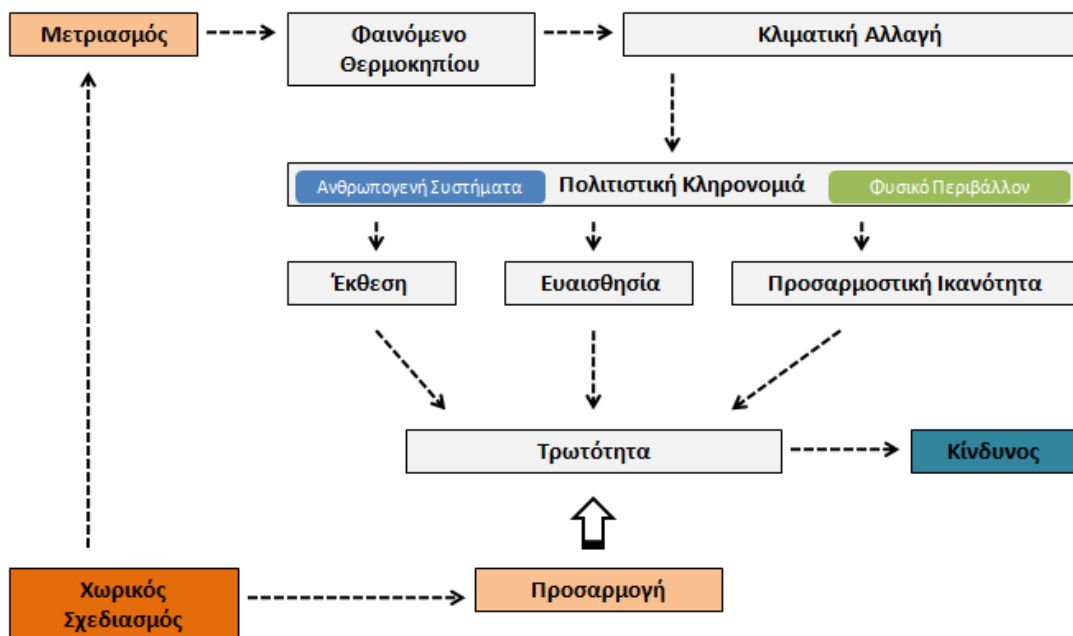 Μετριασμός
Φαινόμενο
Θερμοκηπίου
Κλιματική Αλλαγή
Ανθρωπογενή Συστήματα
Πολιτιστική Κληρονομιά
Φυσικό Περιβάλλον
Έκθεση
Ευαισθησία
Προσαρμοστική Ικανότητα
Τρωτότητα
Κίνδυνος
Χωρικός
Σχεδιασμός
Προσαρμογή